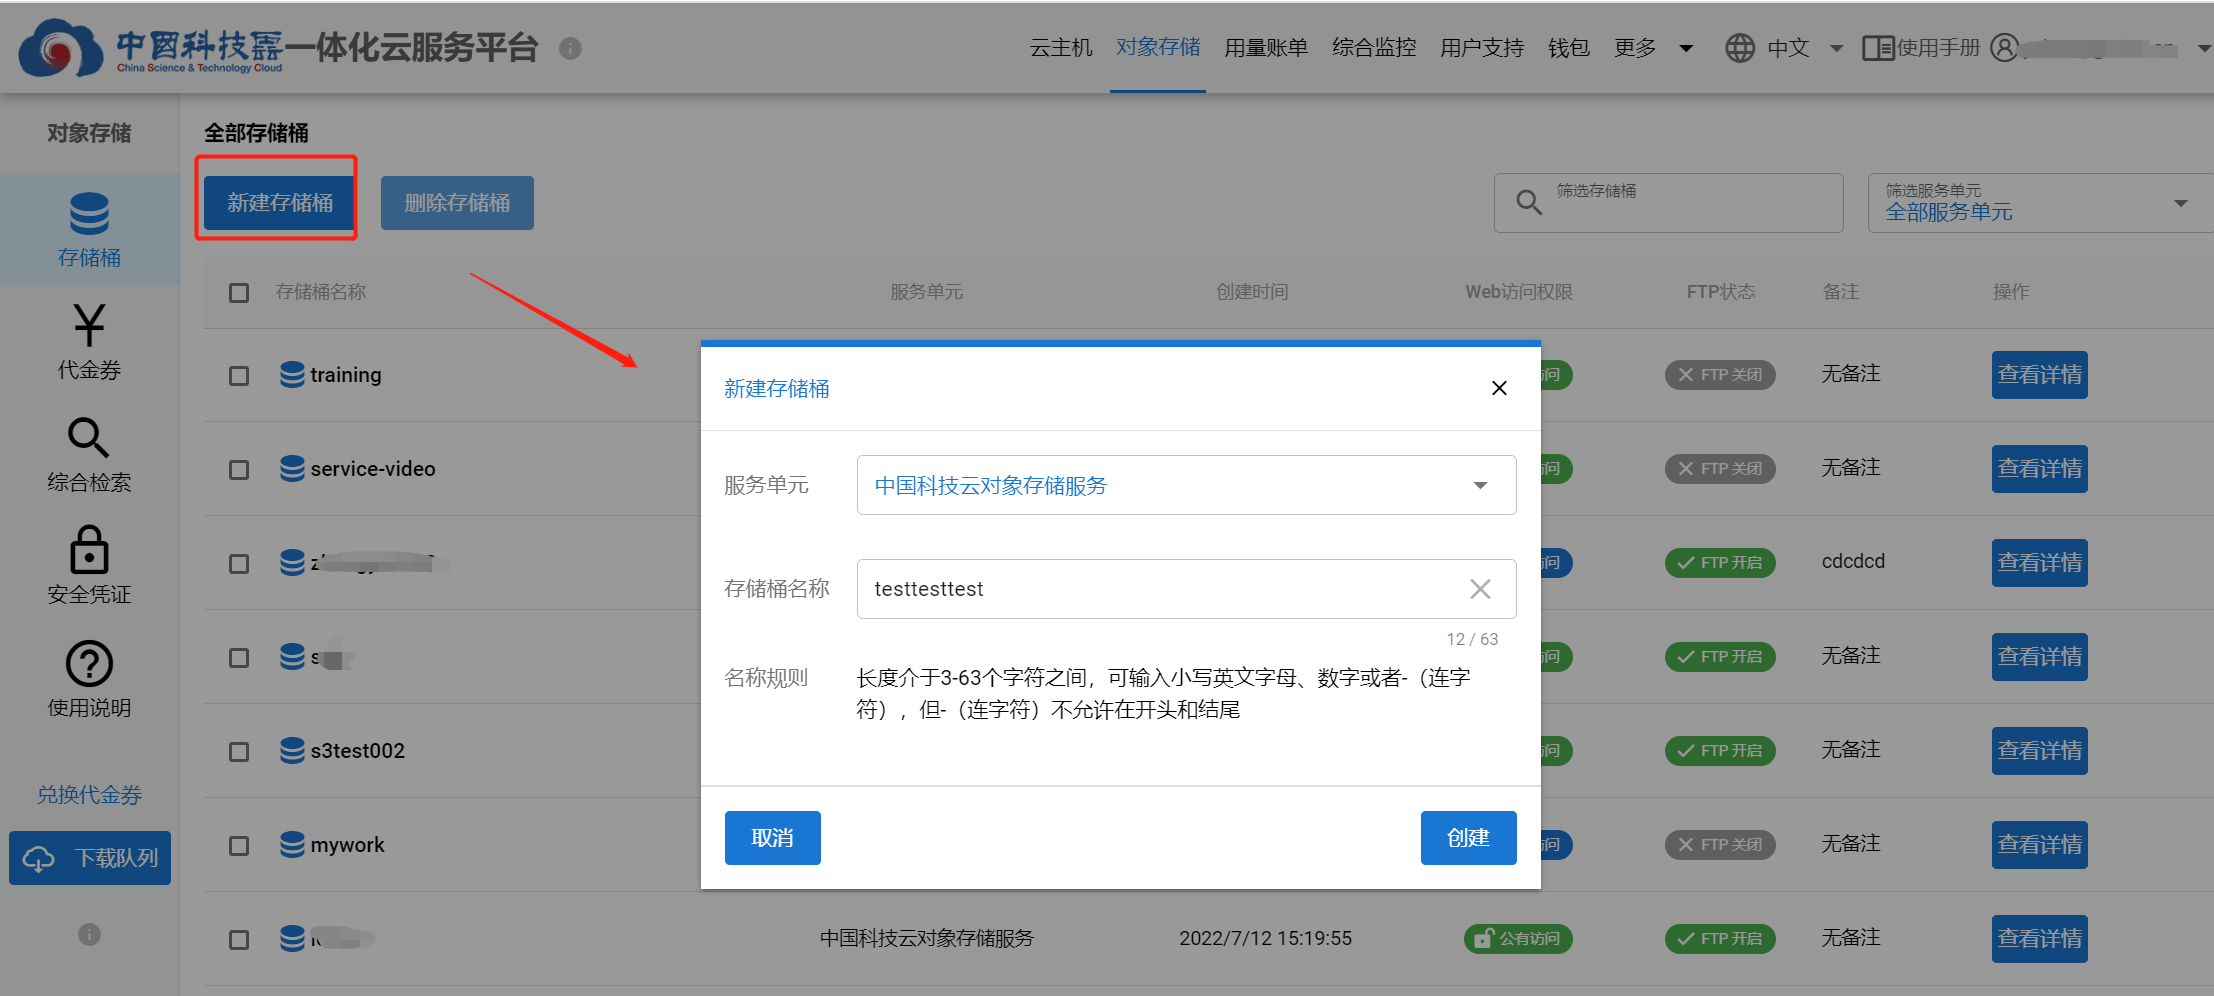 中国科技云
China Science & Technology Cloud
一体化云服务平台
云主机
对象存储
用量账单
综合监控
用户支持
钱包
更多
中文
使用手册
对象存储
存储桶
代金券
综合检索
安全凭证
使用说明
兑换代金券
下载队列
全部存储桶
新建存储桶
删除存储桶
筛选存储桶
筛选服务单元
全部服务单元
存储桶名称 服务单元 创建时间 Web访问权限 FTP状态 备注 操作
training 问 FTP 关闭 无备注 查看详情
service-video 问 FTP 关闭 无备注 查看详情
问 FTP 开启 cdcdcd 查看详情
问 FTP 开启 无备注 查看详情
s3test002 问 FTP 开启 无备注 查看详情
mywork 问 FTP 关闭 无备注 查看详情
中国科技云对象存储服务 2022/7/12 15:19:55 公有访问 FTP 开启 无备注 查看详情
新建存储桶
服务单元 中国科技云对象存储服务
存储桶名称 testtesttest
12 / 63
名称规则 长度介于3-63个字符之间，可输入小写英文字母、数字或者-（连字
符），但-（连字符）不允许在开头和结尾
取消 创建